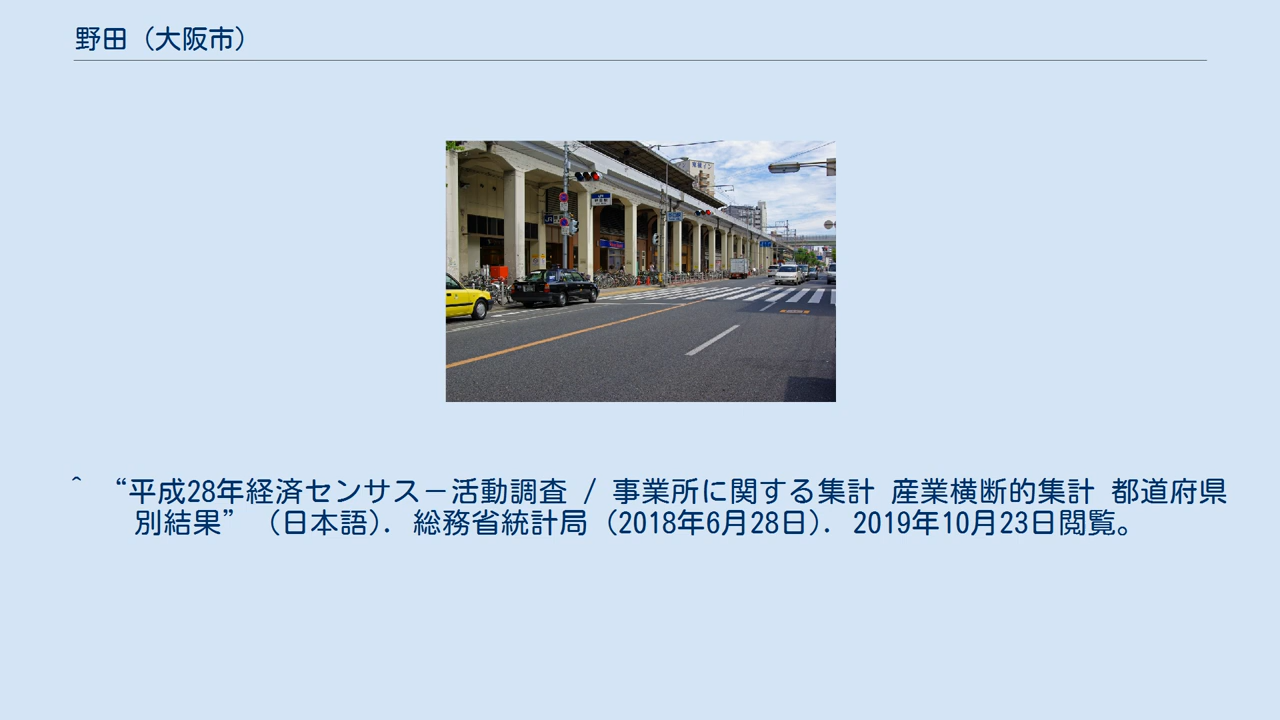 野田（大阪市）
^ “平成28年経済センサス－活動調査 / 事業所に関する集計 産業横断的集計 都道府県
別結果” （日本語）. 総務省統計局 (2018年6月28日). 2019年10月23日閲覧。